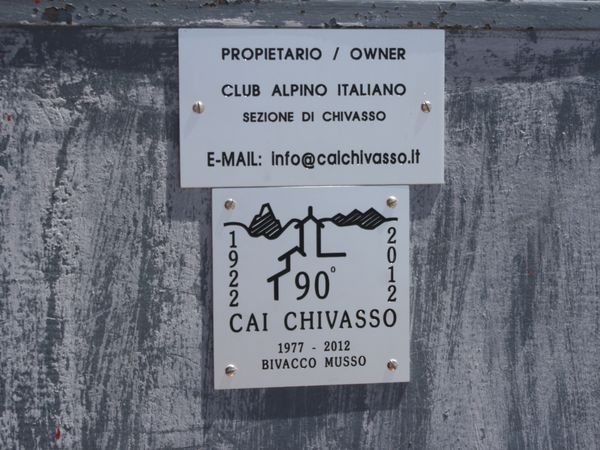 PROPIETARIO / OWNER
CLUB ALPINO ITALIANO
SEZIONE DI CHIVASSO
E-MAIL: info@caichivasso.it
1922
2012
90°
CAI CHIVASSO
1977 - 2012
BIVACCO MUSSO